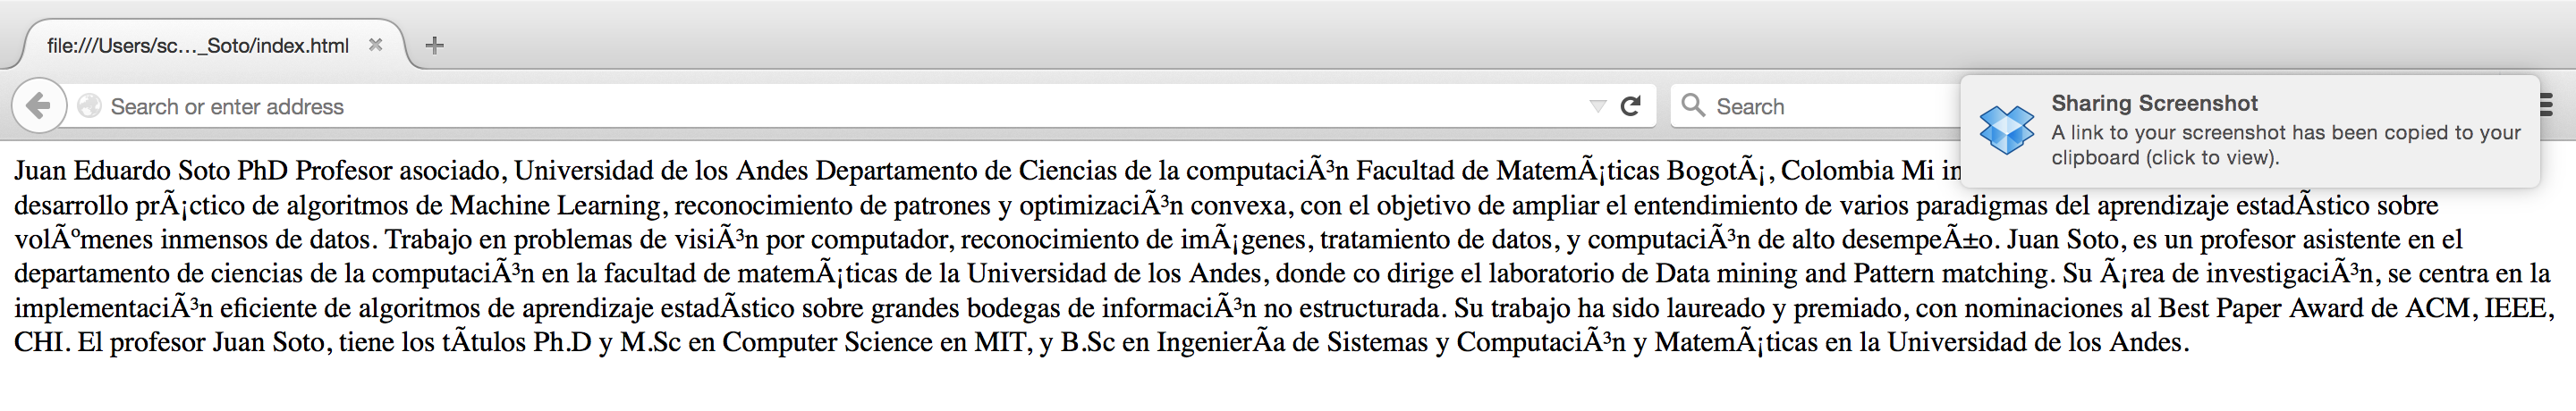 file:///Users/sc..._Soto/index.html
Search or enter address
Search
Sharing Screenshot
A link to your screenshot has been copied to your
clipboard (click to view).
Juan Eduardo Soto PhD Profesor asociado, Universidad de los Andes Departamento de Ciencias de la computaciÃ³n Facultad de MatemÃ¡ticas BogotÃ¡, Colombia Mi
desarrollo prÃ¡ctico de algoritmos de Machine Learning, reconocimiento de patrones y optimizaciÃ³n convexa, con el objetivo de ampliar el entendimiento de varios paradigmas del aprendizaje estadÃstico sobre
volÃºmenes inmensos de datos. Trabajo en problemas de visiÃ³n por computador, reconocimiento de imÃ¡genes, tratamiento de datos, y computaciÃ³n de alto desempeÃ±o. Juan Soto, es un profesor asistente en el
departamento de ciencias de la computaciÃ³n en la facultad de matemÃ¡ticas de la Universidad de los Andes, donde co dirige el laboratorio de Data mining and Pattern matching. Su Ã¡rea de investigaciÃ³n, se centra en la
implementaciÃ³n eficiente de algoritmos de aprendizaje estadÃstico sobre grandes bodegas de informaciÃ³n no estructurada. Su trabajo ha sido laureado y premiado, con nominaciones al Best Paper Award de ACM, IEEE,
CHI. El profesor Juan Soto, tiene los tÃtulos Ph.D y M.Sc en Computer Science en MIT, y B.Sc en IngenierÃa de Sistemas y ComputaciÃ³n y MatemÃ¡ticas en la Universidad de los Andes.